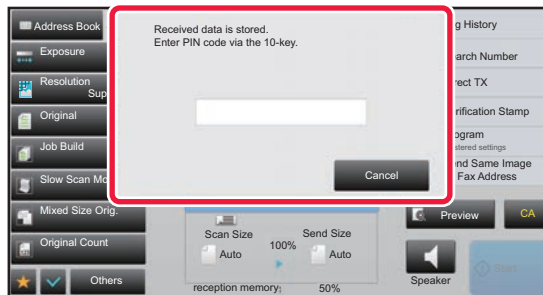 Address Book
Exposure
Resolution
Sup
Original
Job Build
Slow Scan Mo
Mixed Size Orig.
Original Count
Others
Received data is stored.
Enter PIN code via the 10-key.
Cancel
Scan Size
Send Size
100%
Auto
Auto
reception memory:
50%
g History
arch Number
rect TX
rification Stamp
ogram
stered settings
nd Same Image
Fax Address
Preview
CA
Speaker
Start